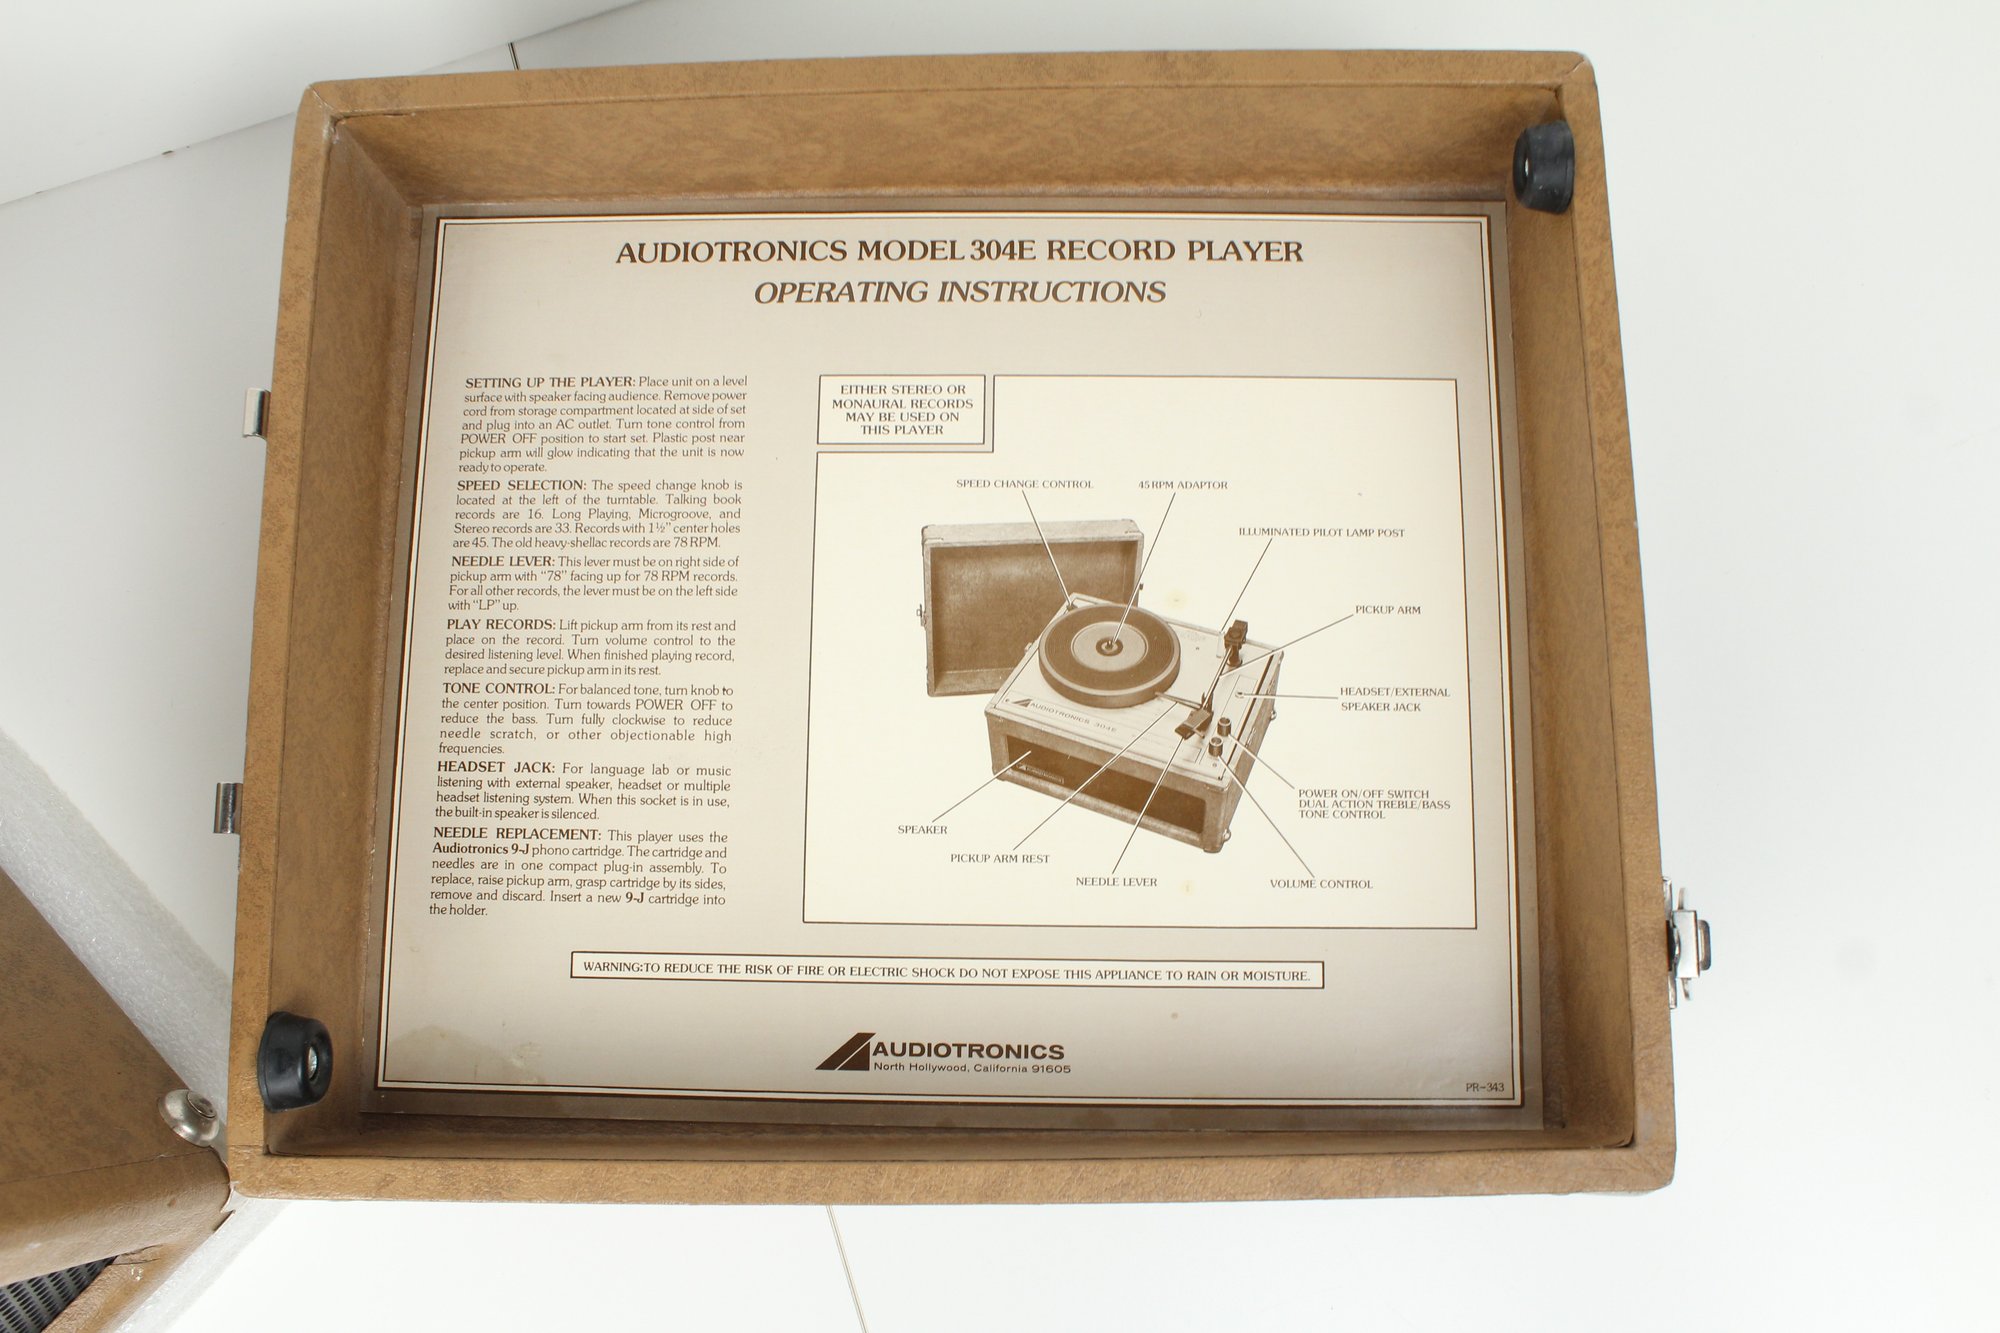 AUDIOTRONICS MODEL 304E RECORD PLAYER
OPERATING INSTRUCTIONS
SETTING UP THE PLAYER: Place unit on a level
surface with speaker facing audience. Remove power
cord from storage compartment located at side of set
and plug into an AC outlet. Turn tone control from
POWER OFF position to start set. Plastic post near
pickup arm will glow indicating that the unit is now
ready to operate.
SPEED SELECTION: The speed change knob is
located at the left of the turntable. Talking book
records are 16. Long Playing, Microgroove, and
Stereo records are 33. Records with 1½" center holes
are 45. The old heavy-shellac records are 78 RPM.
NEEDLE LEVER: This lever must be on right side of
pickup arm with "78" facing up for 78 RPM records.
For all other records, the lever must be on the left side
with "LP" up.
PLAY RECORDS: Lift pickup arm from its rest and
place on the record. Turn volume control to the
desired listening level. When finished playing record,
replace and secure pickup arm in its rest.
TONE CONTROL: For balanced tone, turn knob to
the center position. Turn towards POWER OFF to
reduce the bass. Turn fully clockwise to reduce
needle scratch, or other objectionable high
frequencies.
HEADSET JACK: For language lab or music
listening with external speaker, headset or multiple
headset listening system. When this socket is in use,
the built-in speaker is silenced.
NEEDLE REPLACEMENT: This player uses the
Audiotronics 9-J phono cartridge. The cartridge and
needles are in one compact plug-in assembly. To
replace, raise pickup arm, grasp cartridge by its sides,
remove and discard. Insert a new 9-J cartridge into
the holder.
EITHER STEREO OR
MONAURAL RECORDS
MAY BE USED ON
THIS PLAYER
SPEED CHANGE CONTROL
45 RPM ADAPTOR
ILLUMINATED PILOT LAMP POST
PICKUP ARM
HEADSET/EXTERNAL
SPEAKER JACK
AUDIOTRONICS 304E
POWER ON/OFF SWITCH
DUAL ACTION TREBLE/BASS
TONE CONTROL
SPEAKER
PICKUP ARM REST
NEEDLE LEVER
VOLUME CONTROL
WARNING:TO REDUCE THE RISK OF FIRE OR ELECTRIC SHOCK DO NOT EXPOSE THIS APPLIANCE TO RAIN OR MOISTURE.
AUDIOTRONICS
North Hollywood, California 91605
PR-343